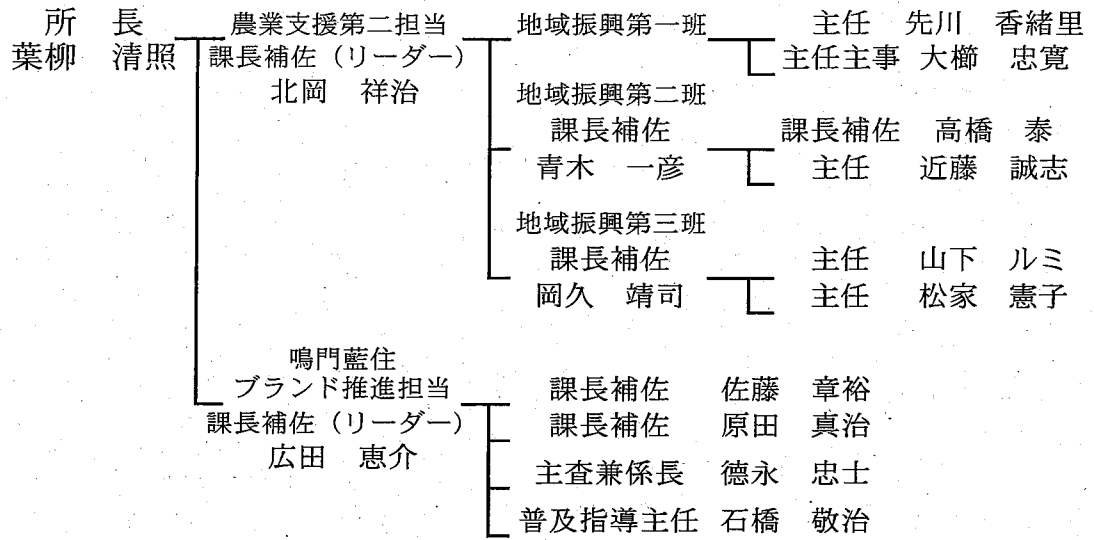 所　長
葉柳　清照
農業支援第二担当
課長補佐（リーダー）
北岡　祥治
地域振興第一班
主任　先川　香緒里
主任主事　大櫛　忠寛
地域振興第二班
課長補佐
青木　一彦
課長補佐　高橋　泰
主任　近藤　誠志
地域振興第三班
課長補佐
岡久　靖司
主任　山下　ルミ
主任　松家　憲子
鳴門藍住
ブランド推進担当
課長補佐（リーダー）
広田　恵介
課長補佐　佐藤　章裕
課長補佐　原田　真治
主査兼係長　德永　忠士
普及指導主任　石橋　敬治